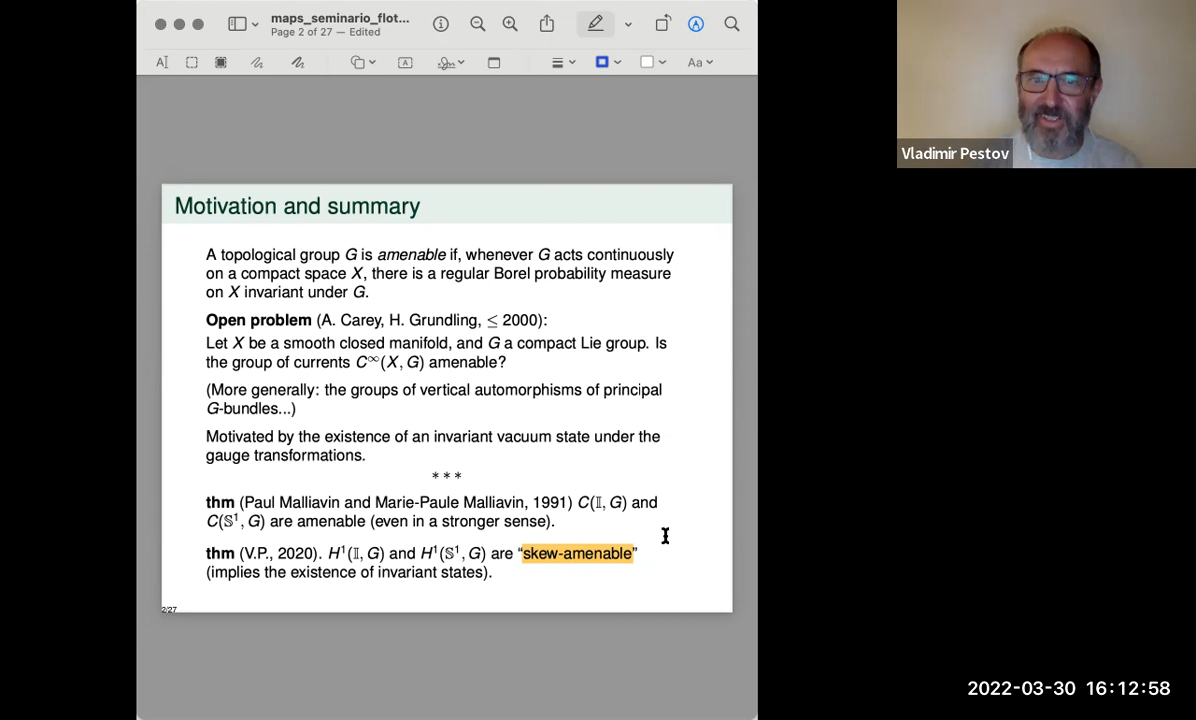 maps_seminario_flot...
Page 2 of 27 — Edited
Motivation and summary
A topological group G is amenable if, whenever G acts continuously
on a compact space X, there is a regular Borel probability measure
on X invariant under G.
Open problem (A. Carey, H. Grundling, ≤ 2000):
Let X be a smooth closed manifold, and G a compact Lie group. Is
the group of currents C^∞(X, G) amenable?
(More generally: the groups of vertical automorphisms of principal
G-bundles...)
Motivated by the existence of an invariant vacuum state under the
gauge transformations.
* * *
thm (Paul Malliavin and Marie-Paule Malliavin, 1991) C(𝕀, G) and
C(𝕊¹, G) are amenable (even in a stronger sense).
thm (V.P., 2020). H¹(𝕀, G) and H¹(𝕊¹, G) are “skew-amenable”
(implies the existence of invariant states).
2/27
Vladimir Pestov
2022-03-30 16:12:58